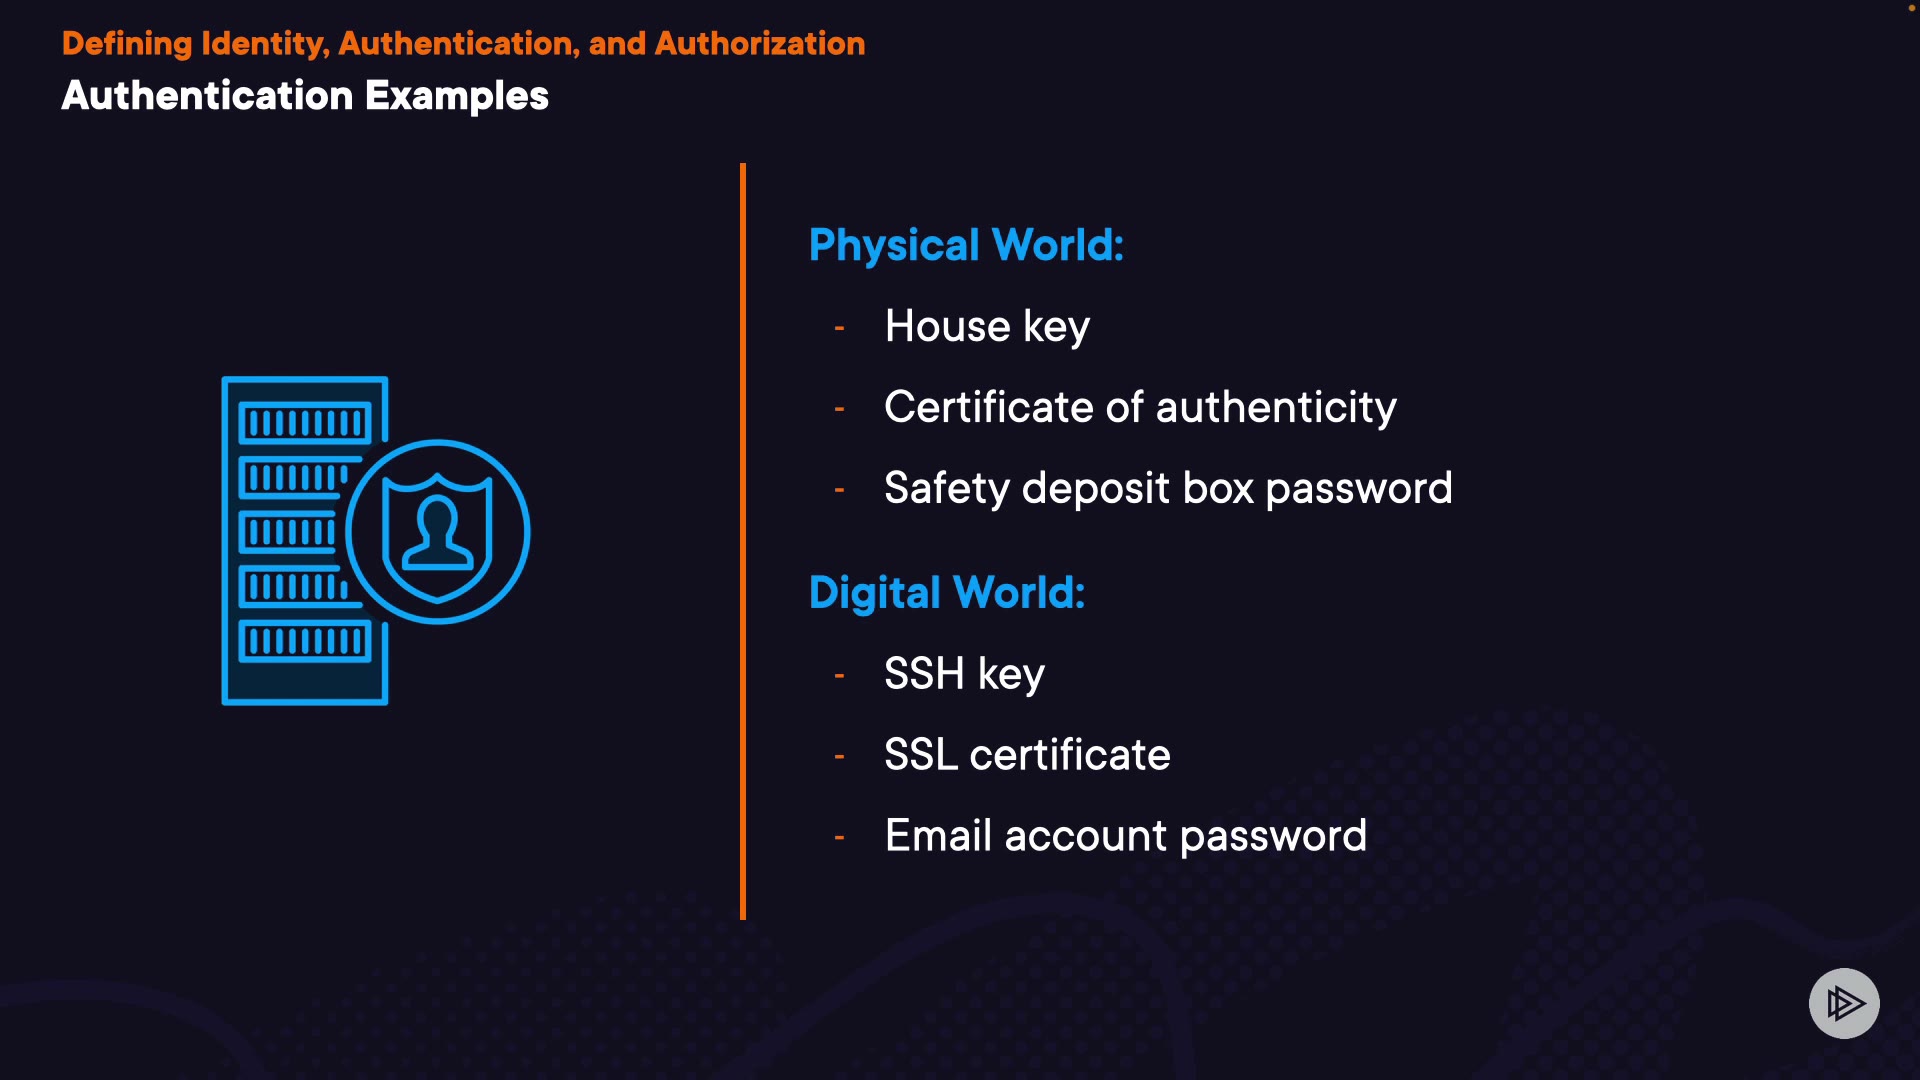 Defining Identity, Authentication, and Authorization
Authentication Examples
Physical World:
- House key
- Certificate of authenticity
- Safety deposit box password
Digital World:
- SSH key
- SSL certificate
- Email account password